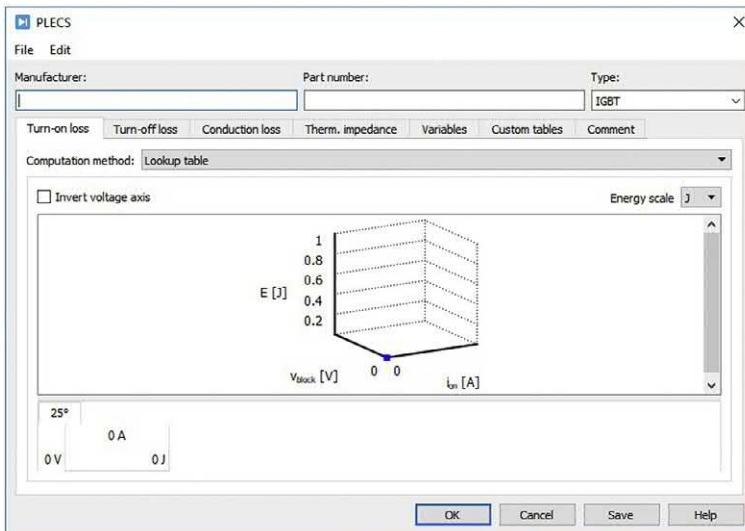 PLECS
File Edit
Manufacturer: Part number: Type:
IGBT
Turn-on loss Turn-off loss Conduction loss Therm. impedance Variables Custom tables Comment
Computation method: Lookup table
Invert voltage axis Energy scale J
1
0.8
0.6
E [J] 0.4
0.2
v_block [V] 0 0 i_on [A]
25°
0 A
0 V 0 J
OK Cancel Save Help